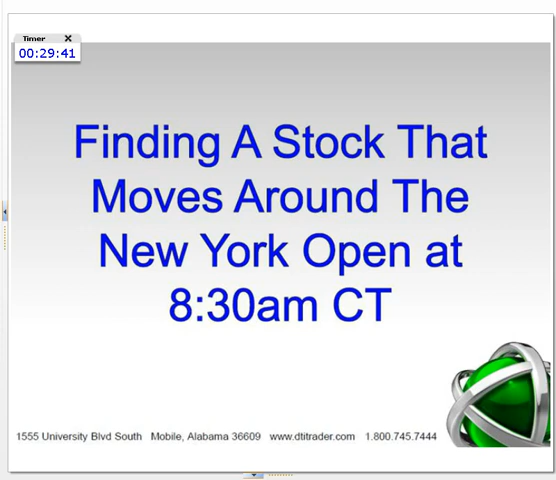 Timer X
00:29:41
Finding A Stock That
Moves Around The
New York Open at
8:30am CT
1555 University Blvd South Mobile, Alabama 36609 www.dtitrader.com 1.800.745.7444